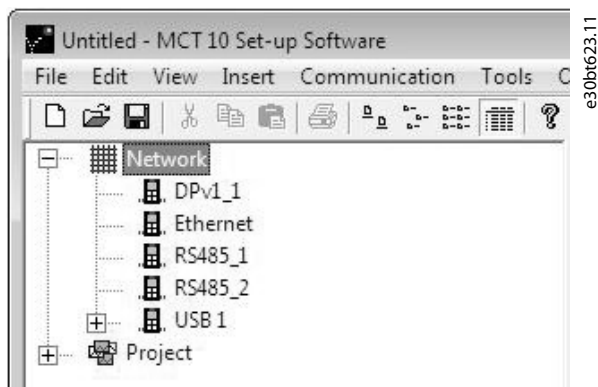 Untitled - MCT 10 Set-up Software
File Edit View Insert Communication Tools O
Network
DPv1_1
Ethernet
RS485_1
RS485_2
USB 1
Project
e30bt623.11